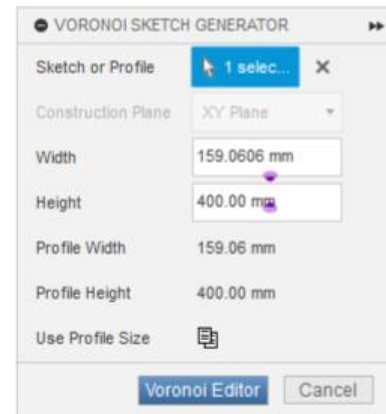 VORONOI SKETCH GENERATOR
Sketch or Profile 1 selec...
Construction Plane XY Plane
Width 159.0606 mm
Height 400.00 mm
Profile Width 159.06 mm
Profile Height 400.00 mm
Use Profile Size
Voronoi Editor Cancel